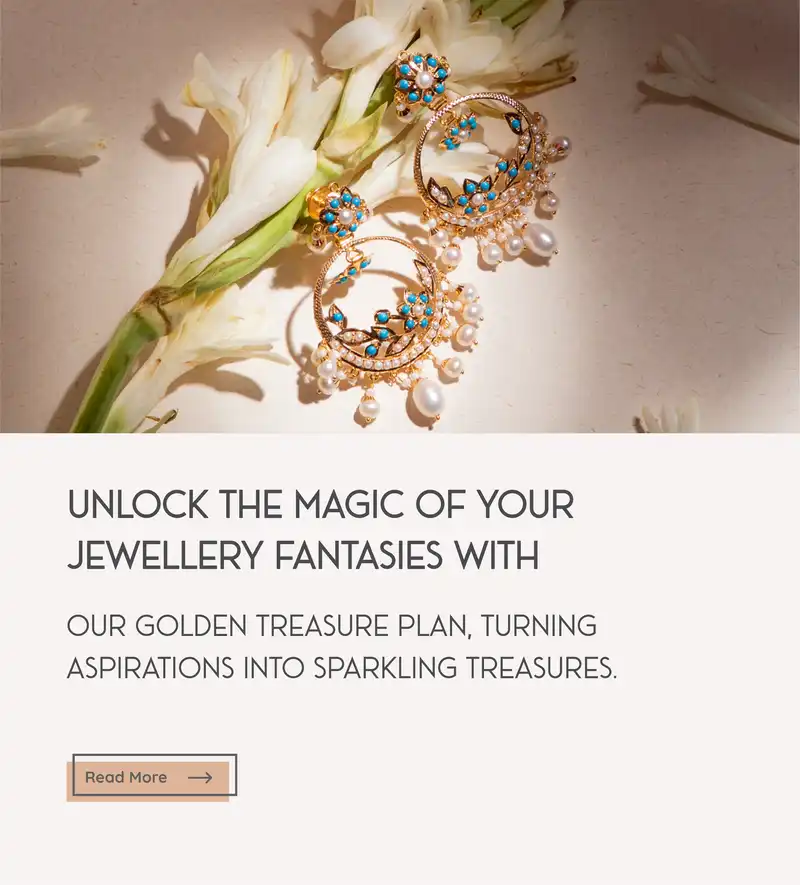 UNLOCK THE MAGIC OF YOUR
JEWELLERY FANTASIES WITH
OUR GOLDEN TREASURE PLAN, TURNING
ASPIRATIONS INTO SPARKLING TREASURES.
Read More